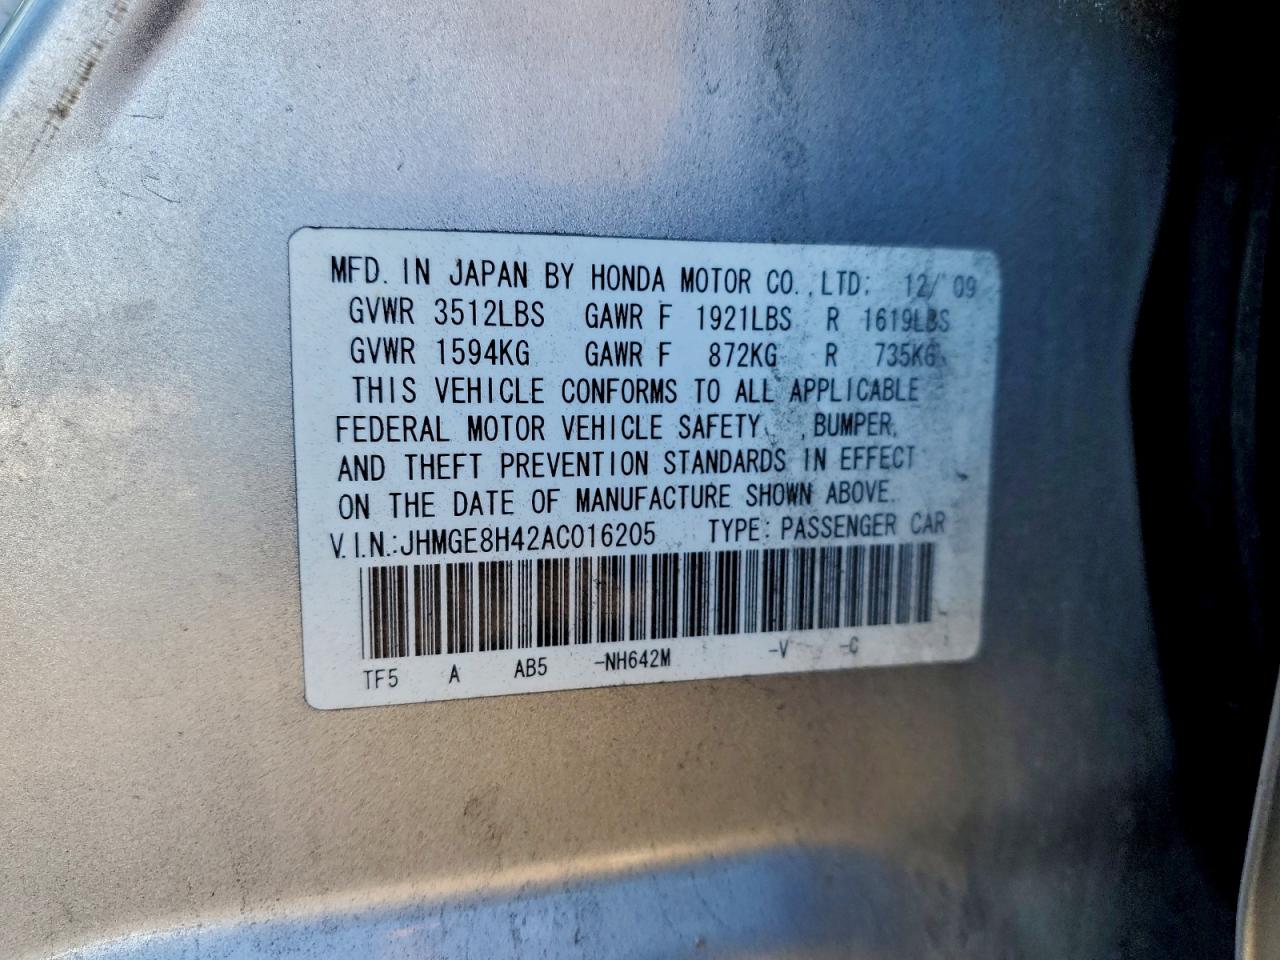 MFD. IN JAPAN BY HONDA MOTOR CO., LTD: 12/'09
GVWR 3512LBS GAWR F 1921LBS R 1619LBS
GVWR 1594KG GAWR F 872KG R 735KG
THIS VEHICLE CONFORMS TO ALL APPLICABLE
FEDERAL MOTOR VEHICLE SAFETY, BUMPER,
AND THEFT PREVENTION STANDARDS IN EFFECT
ON THE DATE OF MANUFACTURE SHOWN ABOVE.
V.I.N.:JHMGE8H42AC016205 TYPE: PASSENGER CAR
TF5 A AB5 -NH642M -V -C